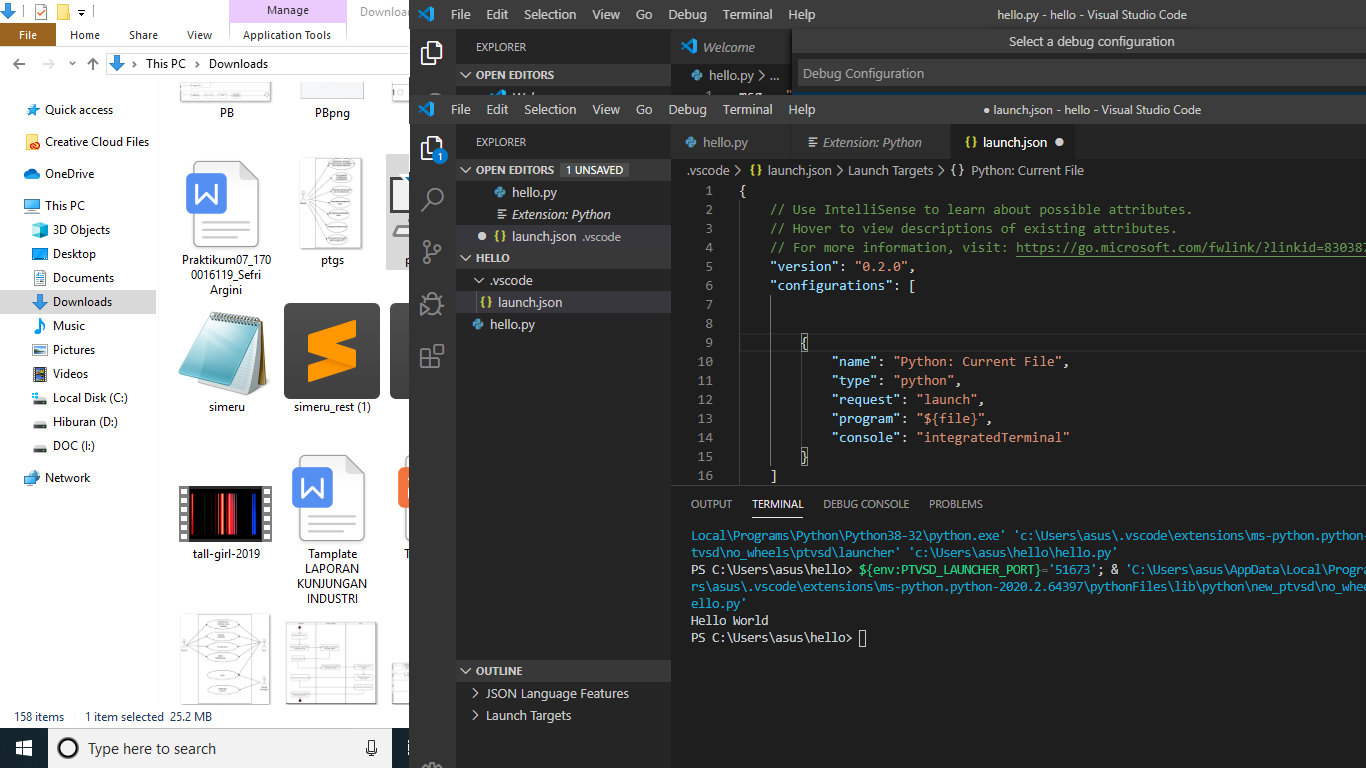 Manage
Downloa
File
Home
Share
View
Application Tools
This PC
Downloads
Quick access
Creative Cloud Files
OneDrive
This PC
3D Objects
Desktop
Documents
Downloads
Music
Pictures
Videos
Local Disk (C:)
Hiburan (D:)
DOC (I:)
Network
PB
PBpng
Praktikum07_170
0016119_Sefri
Argini
ptgs
simeru
simeru_rest (1)
tall-girl-2019
Tamplate
LAPORAN
KUNJUNGAN
INDUSTRI
158 items
1 item selected 25.2 MB
Type here to search
File Edit Selection View Go Debug Terminal Help
hello.py - hello - Visual Studio Code
EXPLORER
Welcome
Select a debug configuration
OPEN EDITORS
hello.py > ...
Debug Configuration
File Edit Selection View Go Debug Terminal Help
● launch.json - hello - Visual Studio Code
EXPLORER
1
OPEN EDITORS
1 UNSAVED
hello.py
Extension: Python
launch.json .vscode
HELLO
.vscode
{} launch.json
hello.py
OUTLINE
JSON Language Features
Launch Targets
hello.py
Extension: Python
{} launch.json
.vscode > {} launch.json > Launch Targets > {} Python: Current File
1 {
2 // Use IntelliSense to learn about possible attributes.
3 // Hover to view descriptions of existing attributes.
4 // For more information, visit: https://go.microsoft.com/fwlink/?linkid=830387
5 "version": "0.2.0",
6 "configurations": [
7
8
9 {
10 "name": "Python: Current File",
11 "type": "python",
12 "request": "launch",
13 "program": "${file}",
14 "console": "integratedTerminal"
15 }
16 ]
OUTPUT
TERMINAL
DEBUG CONSOLE
PROBLEMS
Local\Programs\Python\Python38-32\python.exe' 'c:\Users\asus\.vscode\extensions\ms-python.python-
tvsd\no_wheels\ptvsd\launcher' 'c:\Users\asus\hello\hello.py'
PS C:\Users\asus\hello> ${env:PTVSD_LAUNCHER_PORT}='51673'; & 'C:\Users\asus\AppData\Local\Progra
rs\asus\.vscode\extensions\ms-python.python-2020.2.64397\pythonFiles\lib\python\new_ptvsd\no_whee
ello.py'
Hello World
PS C:\Users\asus\hello>